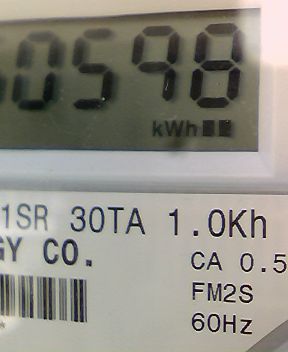 0598
kWh
1SR 30TA 1.0Kh
GY CO.
CA 0.5
FM2S
60Hz